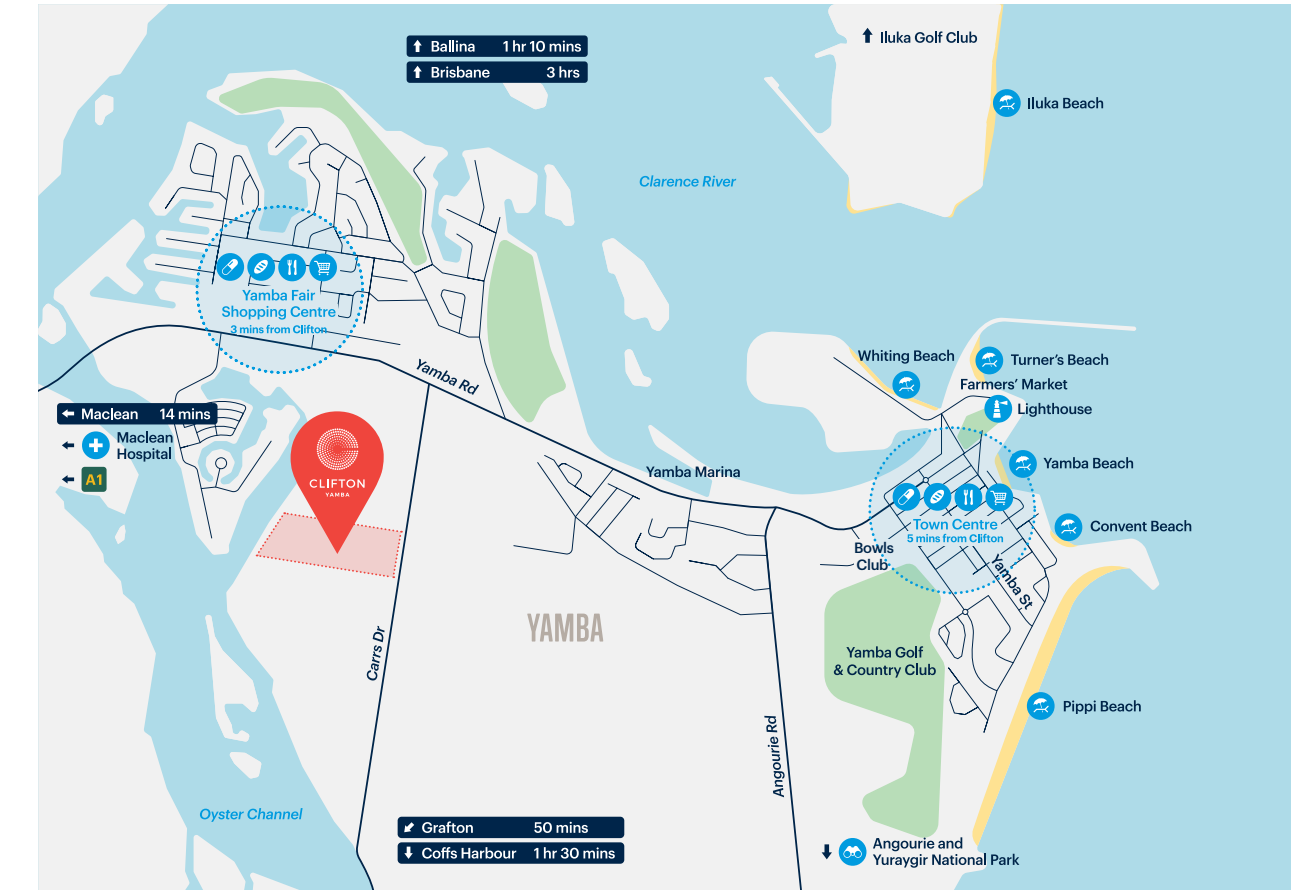 Iluka Golf Club
Ballina 1 hr 10 mins
Brisbane 3 hrs
Iluka Beach
Clarence River
Yamba Fair
Shopping Centre
3 mins from Clifton
Yamba Rd
Whiting Beach
Turner's Beach
Farmers' Market
Lighthouse
Maclean 14 mins
Maclean
Hospital
A1
CLIFTON
YAMBA
Yamba Marina
Yamba Beach
Town Centre
5 mins from Clifton
Convent Beach
Bowls
Club
Yamba St
YAMBA
Carrs Dr
Yamba Golf
& Country Club
Pippi Beach
Angourie Rd
Oyster Channel
Grafton 50 mins
Coffs Harbour 1 hr 30 mins
Angourie and
Yuraygir National Park